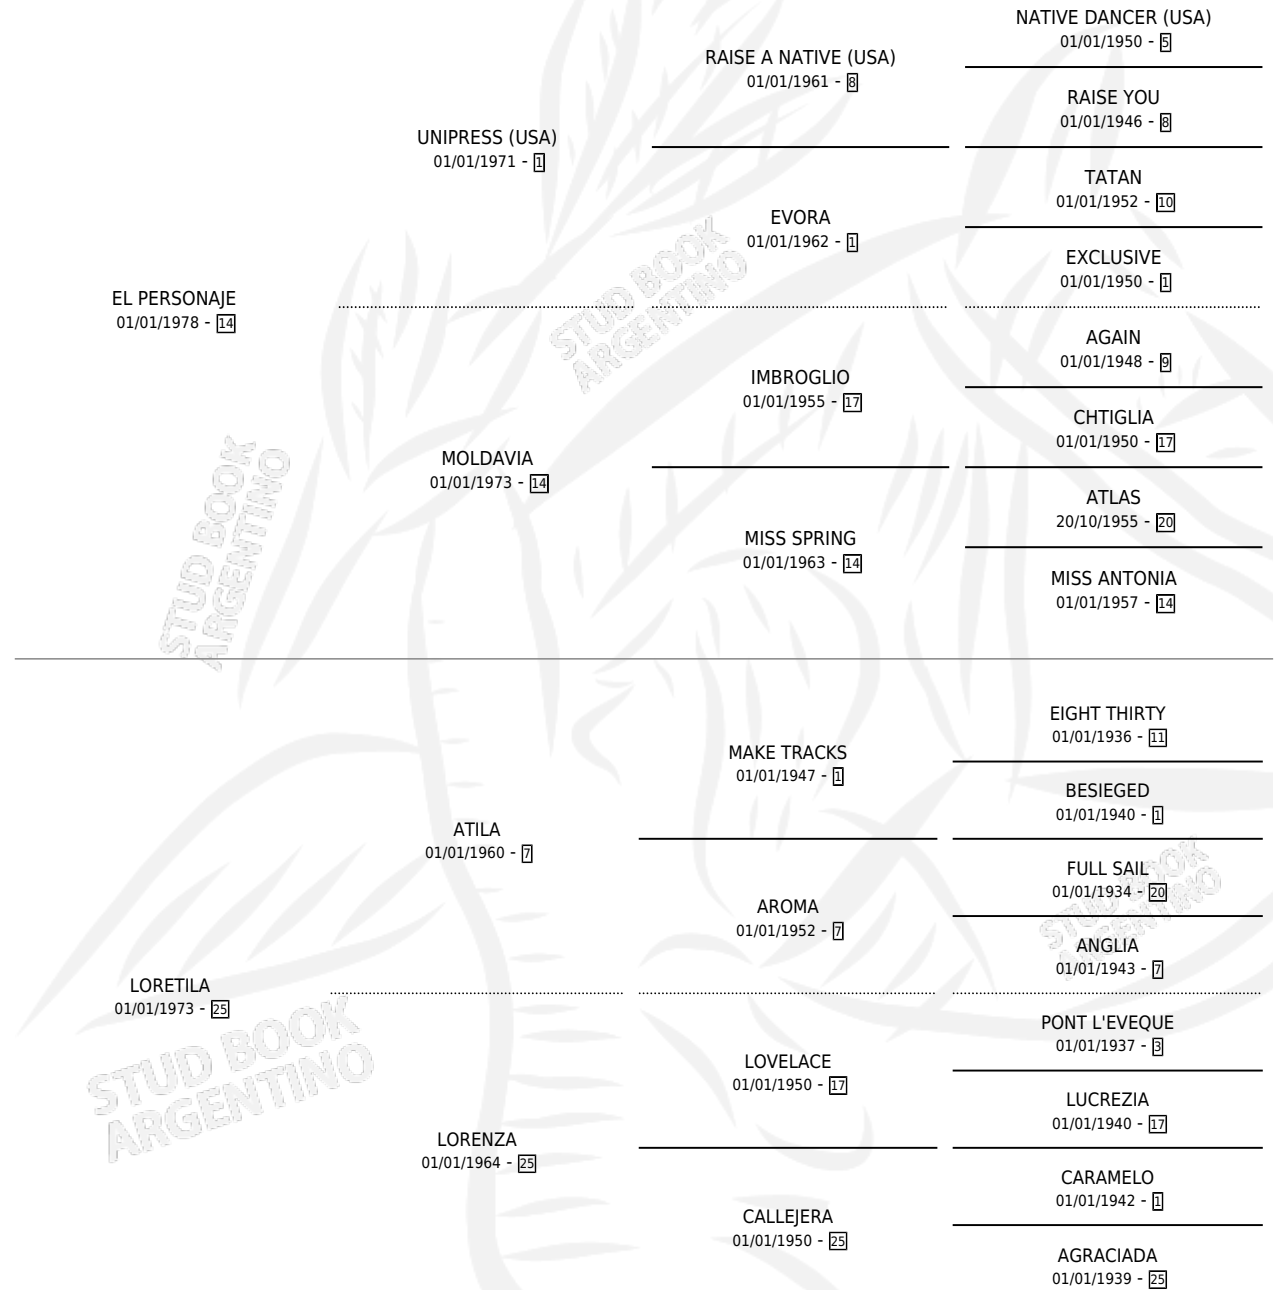 NATIVE DANCER (USA)
01/01/1950 - 5
RAISE A NATIVE (USA)
01/01/1961 - 8
RAISE YOU
01/01/1946 - 8
UNIPRESS (USA)
01/01/1971 - 1
TATAN
01/01/1952 - 10
EVORA
01/01/1962 - 1
EXCLUSIVE
01/01/1950 - 1
EL PERSONAJE
01/01/1978 - 14
AGAIN
01/01/1948 - 9
IMBROGLIO
01/01/1955 - 17
CHTIGLIA
01/01/1950 - 17
MOLDAVIA
01/01/1973 - 14
ATLAS
20/10/1955 - 20
MISS SPRING
01/01/1963 - 14
MISS ANTONIA
01/01/1957 - 14
EIGHT THIRTY
01/01/1936 - 11
MAKE TRACKS
01/01/1947 - 1
BESIEGED
01/01/1940 - 1
ATILA
01/01/1960 - 7
FULL SAIL
01/01/1934 - 20
AROMA
01/01/1952 - 7
ANGLIA
01/01/1943 - 7
LORETILA
01/01/1973 - 25
PONT L'EVEQUE
01/01/1937 - 3
LOVELACE
01/01/1950 - 17
LUCREZIA
01/01/1940 - 17
LORENZA
01/01/1964 - 25
CARAMELO
01/01/1942 - 1
CALLEJERA
01/01/1950 - 25
AGRACIADA
01/01/1939 - 25
STUD BOOK
ARGENTINO
STUD BOOK
ARGENTINO
STUD BOOK
ARGENTINO
STUD BOOK
ARGENTINO